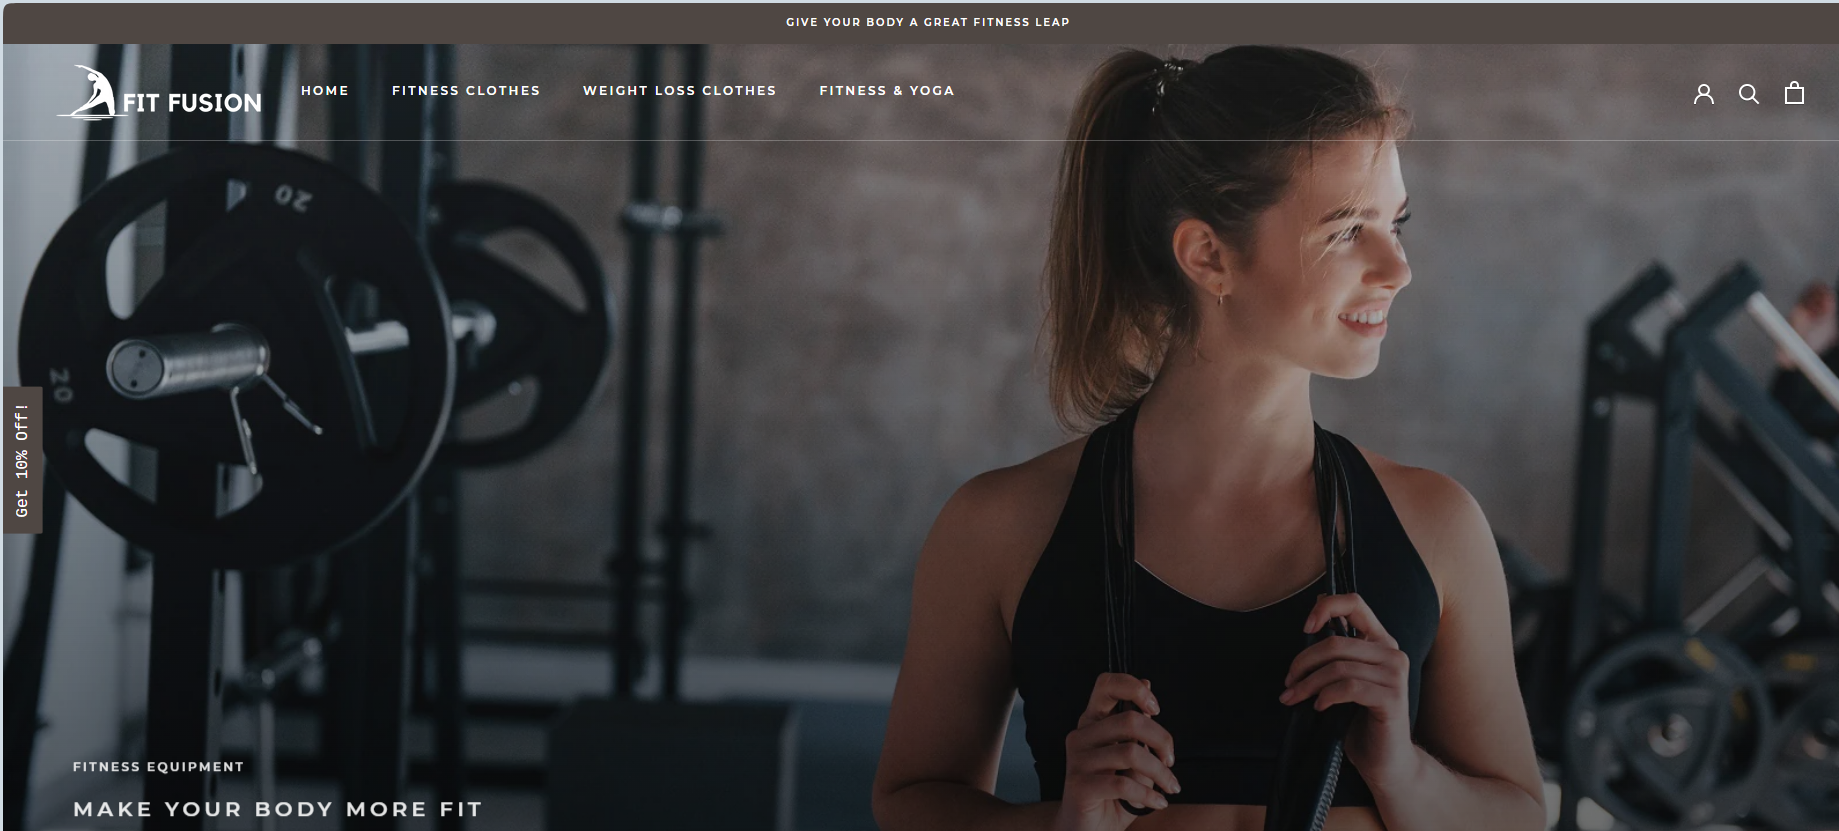 GIVE YOUR BODY A GREAT FITNESS LEAP
FIT FUSION
HOME
FITNESS CLOTHES
WEIGHT LOSS CLOTHES
FITNESS & YOGA
20
20
Get 10% Off!
FITNESS EQUIPMENT
MAKE YOUR BODY MORE FIT